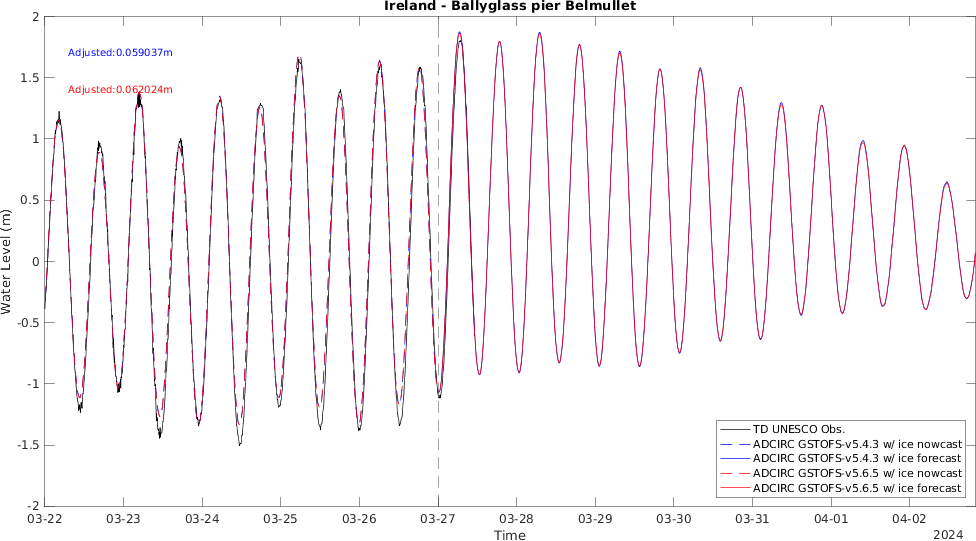 Ireland - Ballyglass pier Belmullet
2
1.5
1
0.5
0
-0.5
-1
-1.5
-2
Water Level (m)
Adjusted:0.059037m
Adjusted:0.062024m
TD UNESCO Obs.
ADCIRC GSTOFS-v5.4.3 w/ ice nowcast
ADCIRC GSTOFS-v5.4.3 w/ ice forecast
ADCIRC GSTOFS-v5.6.5 w/ ice nowcast
ADCIRC GSTOFS-v5.6.5 w/ ice forecast
03-22 03-23 03-24 03-25 03-26 03-27 03-28 03-29 03-30 03-31 04-01 04-02
Time
2024